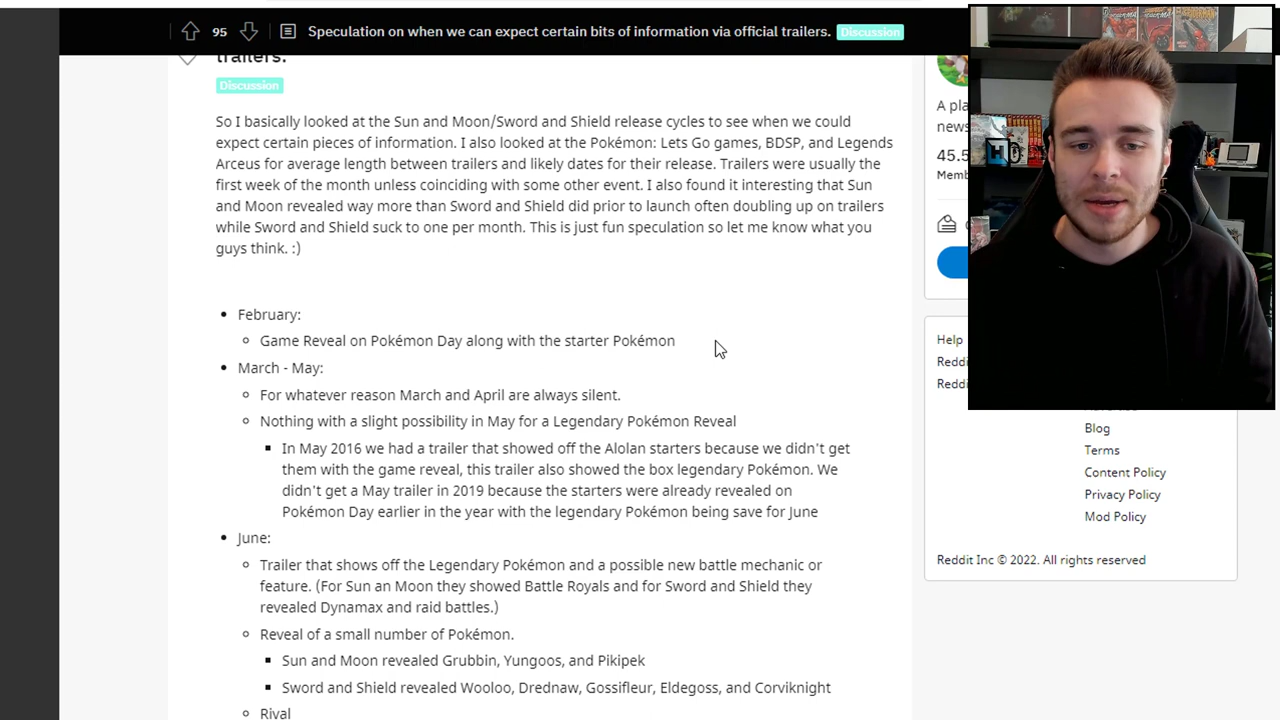 95
Speculation on when we can expect certain bits of information via official trailers.
Discussion
trailers.
Discussion
So I basically looked at the Sun and Moon/Sword and Shield release cycles to see when we could
expect certain pieces of information. I also looked at the Pokémon: Lets Go games, BDSP, and Legends
Arceus for average length between trailers and likely dates for their release. Trailers were usually the
first week of the month unless coinciding with some other event. I also found it interesting that Sun
and Moon revealed way more than Sword and Shield did prior to launch often doubling up on trailers
while Sword and Shield suck to one per month. This is just fun speculation so let me know what you
guys think. :)
• February:
Game Reveal on Pokémon Day along with the starter Pokémon
• March - May:
For whatever reason March and April are always silent.
Nothing with a slight possibility in May for a Legendary Pokémon Reveal
In May 2016 we had a trailer that showed off the Alolan starters because we didn't get
them with the game reveal, this trailer also showed the box legendary Pokémon. We
didn't get a May trailer in 2019 because the starters were already revealed on
Pokémon Day earlier in the year with the legendary Pokémon being save for June
• June:
Trailer that shows off the Legendary Pokémon and a possible new battle mechanic or
feature. (For Sun an Moon they showed Battle Royals and for Sword and Shield they
revealed Dynamax and raid battles.)
Reveal of a small number of Pokémon.
Sun and Moon revealed Grubbin, Yungoos, and Pikipek
Sword and Shield revealed Wooloo, Drednaw, Gossifleur, Eldegoss, and Corviknight
Rival
A pla
news
45.5
Memb
Help
Reddi
Reddi
Blog
Terms
Content Policy
Privacy Policy
Mod Policy
Reddit Inc © 2022. All rights reserved